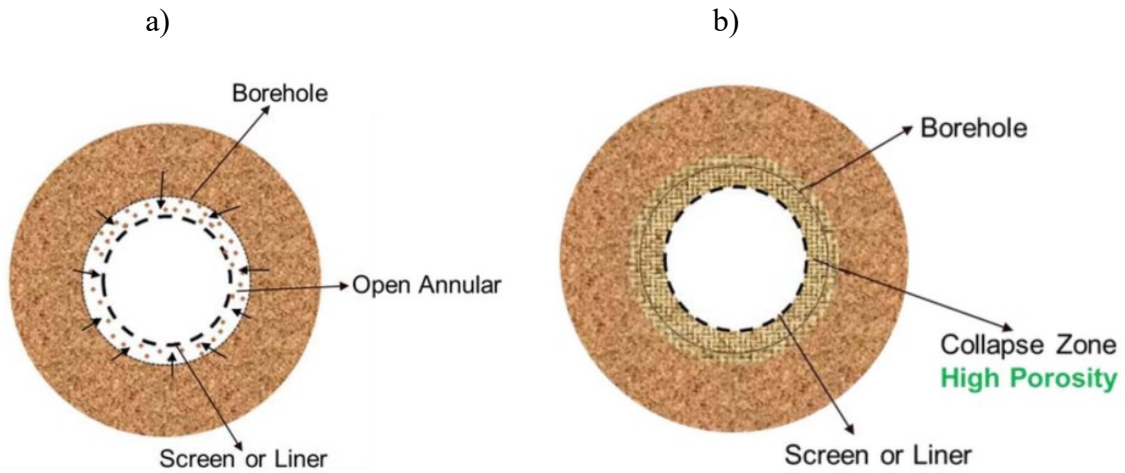 a)
Borehole
Open Annular
Screen or Liner
b)
Borehole
Collapse Zone
High Porosity
Screen or Liner